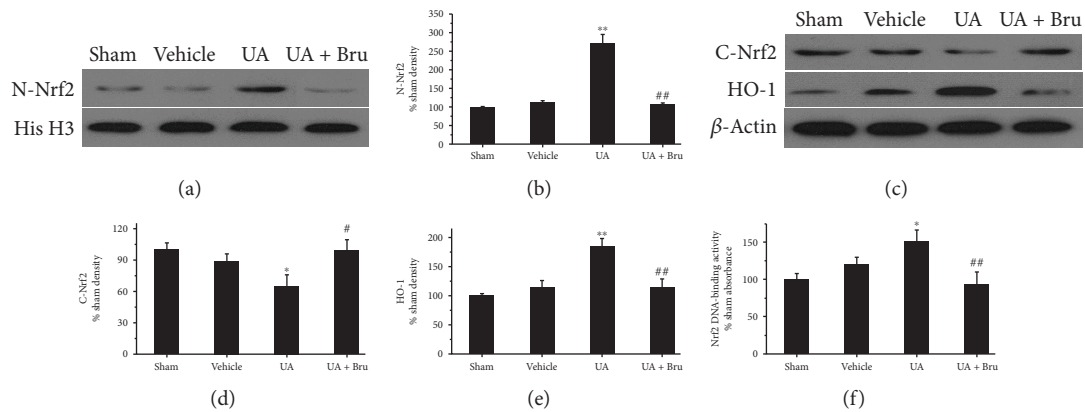 Sham Vehicle UA UA + Bru
N-Nrf2
His H3
(a)
N-Nrf2
% sham density
350
300
250
200
150
100
50
0
**
##
Sham Vehicle UA UA + Bru
(b)
Sham Vehicle UA UA + Bru
C-Nrf2
HO-1
β-Actin
(c)
C-Nrf2
% sham density
120
90
60
30
0
*
#
Sham Vehicle UA UA + Bru
(d)
HO-1
% sham density
200
150
100
50
0
**
##
Sham Vehicle UA UA + Bru
(e)
Nrf2 DNA-binding activity
% sham absorbance
150
100
50
0
*
##
Sham Vehicle UA UA + Bru
(f)